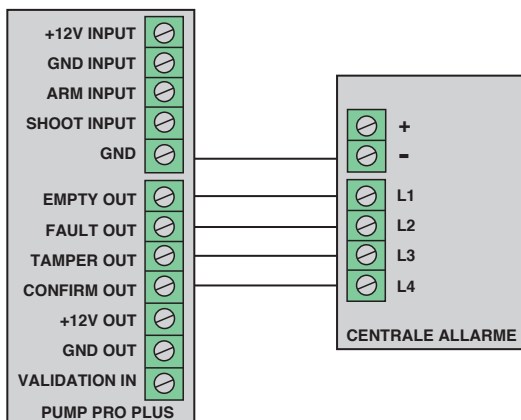 +12V INPUT
GND INPUT
ARM INPUT
SHOOT INPUT
GND
EMPTY OUT
FAULT OUT
TAMPER OUT
CONFIRM OUT
+12V OUT
GND OUT
VALIDATION IN
PUMP PRO PLUS
+
-
L1
L2
L3
L4
CENTRALE ALLARME